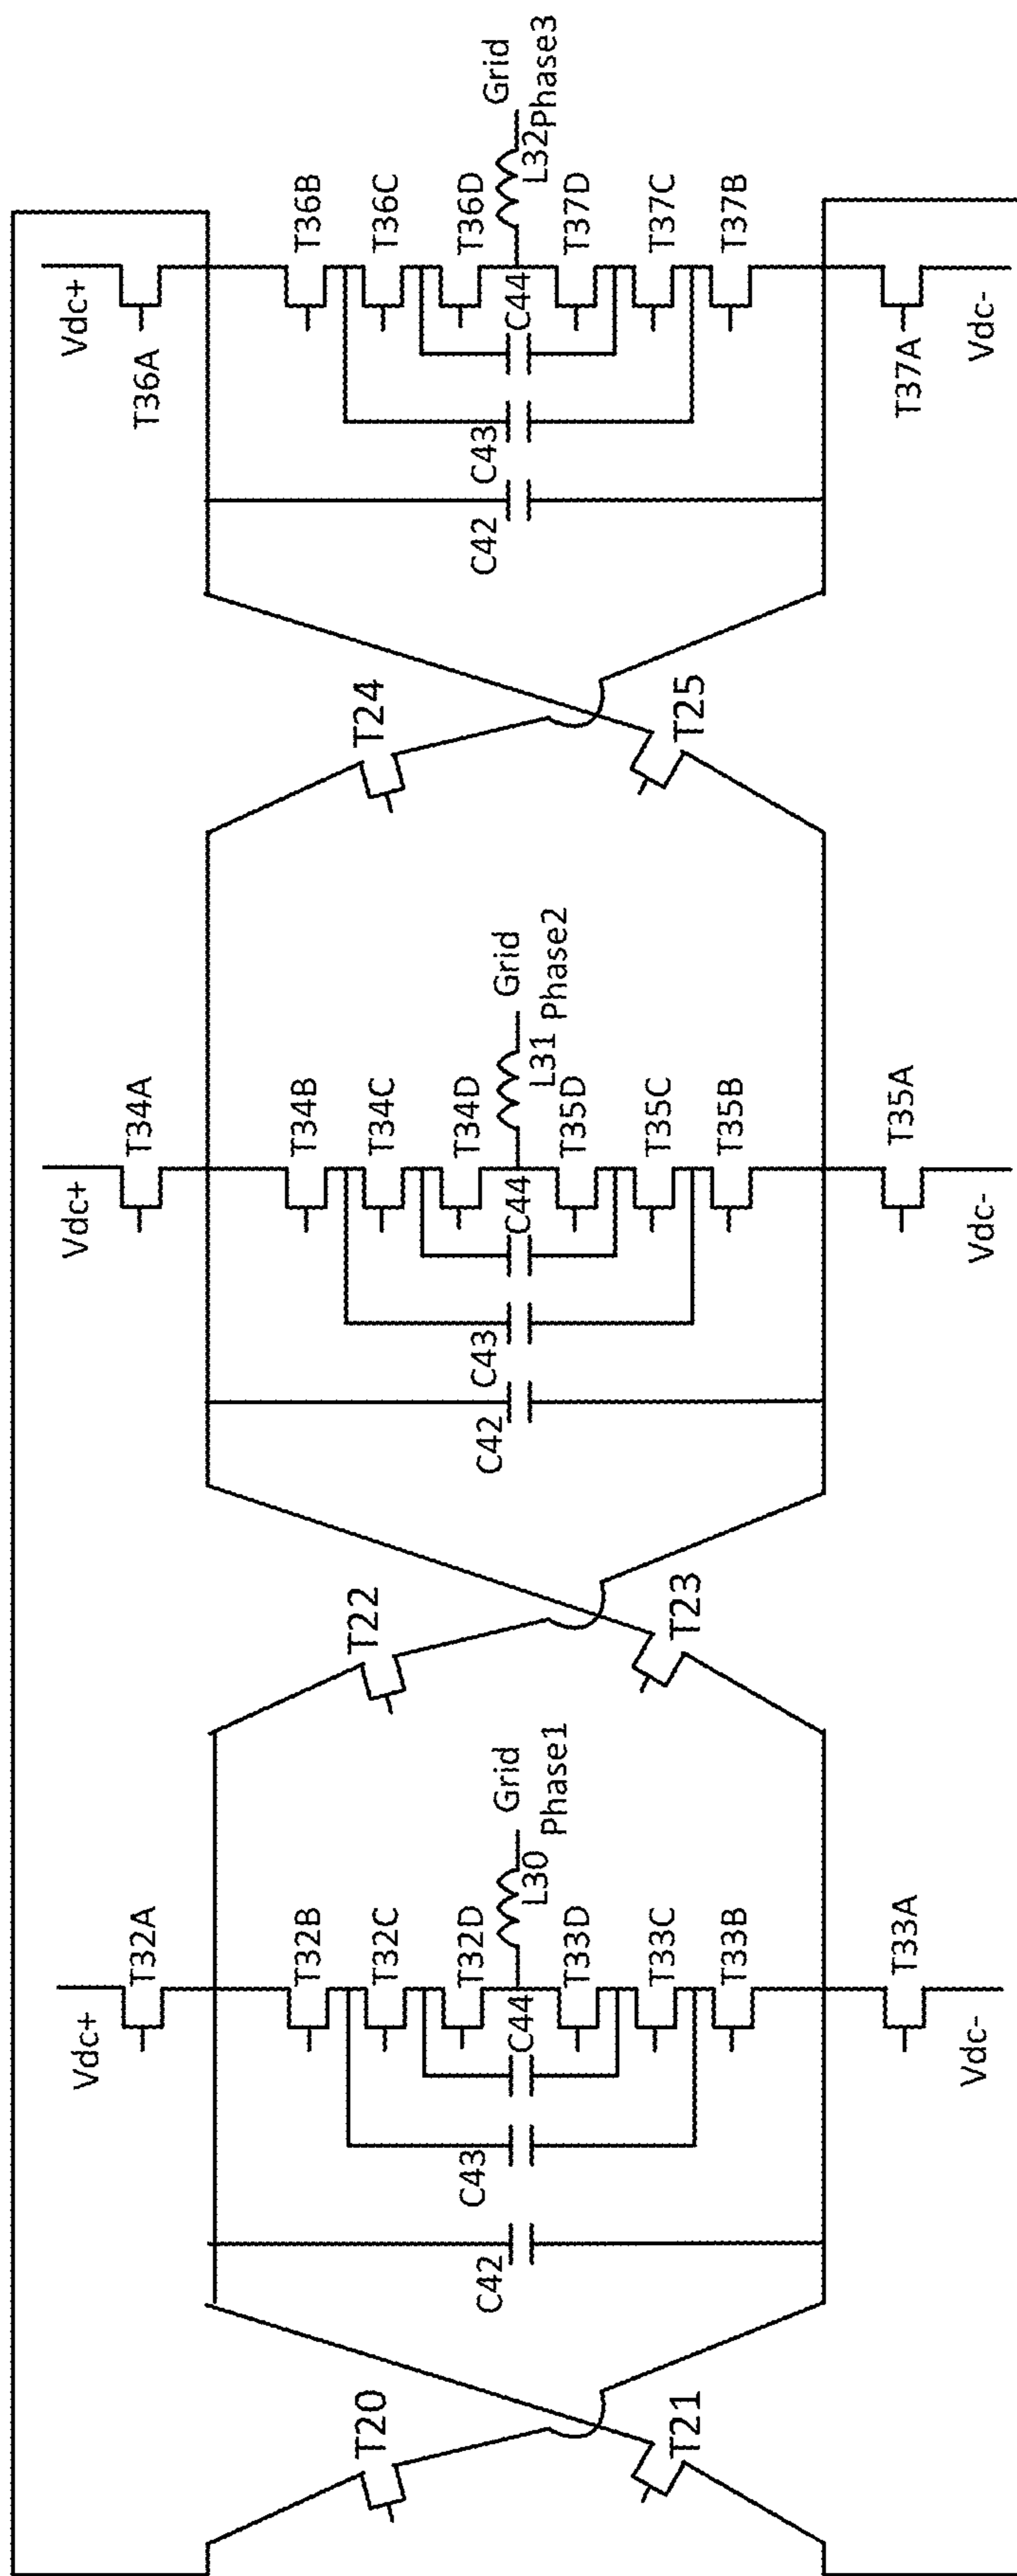 Vdc+
T32A
T32B
T32C
T32D
C44
C43
C42
L30
Grid
Phase1
T33D
T33C
T33B
T33A
Vdc-
T20
T21
T22
T23
Vdc+
T34A
T34B
T34C
T34D
C44
C43
C42
L31
Grid
Phase2
T35D
T35C
T35B
T35A
Vdc-
T24
T25
Vdc+
T36A
T36B
T36C
T36D
C44
C43
C42
L32
Grid
Phase3
T37D
T37C
T37B
T37A
Vdc-